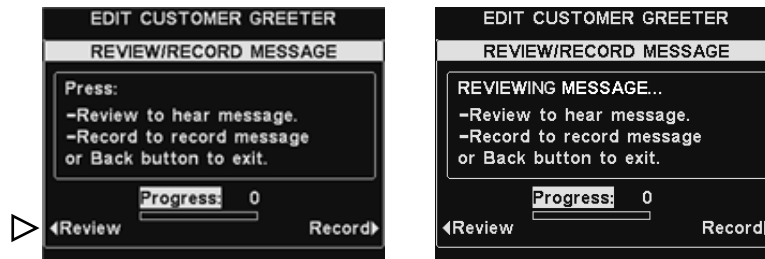 EDIT CUSTOMER GREETER
REVIEW/RECORD MESSAGE
Press:
-Review to hear message.
-Record to record message
or Back button to exit.
Progress: 0
Review Record
EDIT CUSTOMER GREETER
REVIEW/RECORD MESSAGE
REVIEWING MESSAGE...
-Review to hear message.
-Record to record message
or Back button to exit.
Progress: 0
Review Record